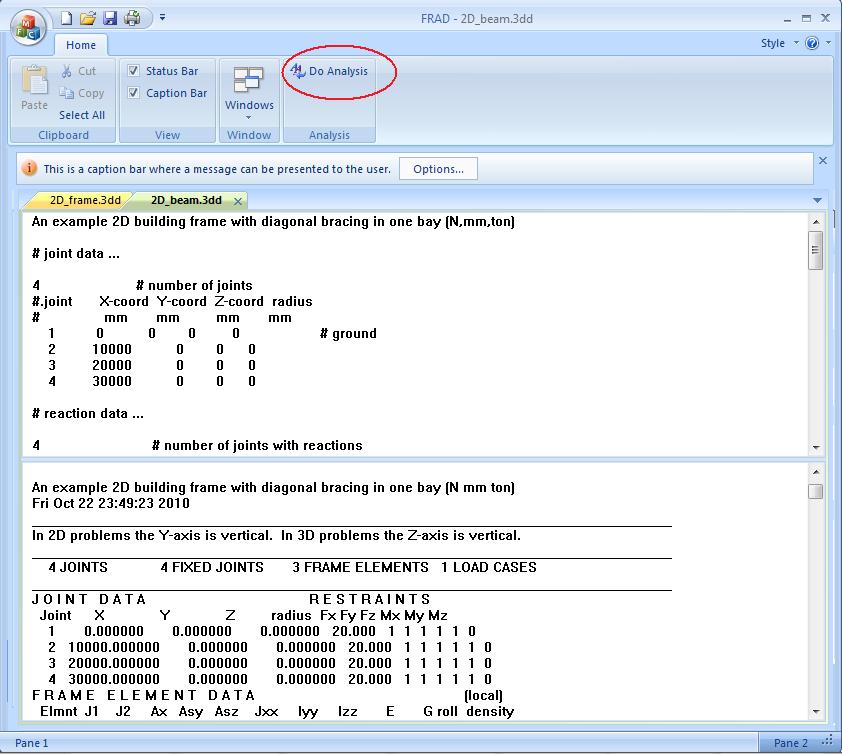 FRAD - 2D_beam.3dd
Home
Style
Paste
Cut
Copy
Select All
Clipboard
Status Bar
Caption Bar
View
Windows
Window
Do Analysis
Analysis
This is a caption bar where a message can be presented to the user. Options...
2D_frame.3dd 2D_beam.3dd
An example 2D building frame with diagonal bracing in one bay (N,mm,ton)
# joint data ...
4 # number of joints
#.joint X-coord Y-coord Z-coord radius
# mm mm mm mm
1 0 0 0 0 # ground
2 10000 0 0 0
3 20000 0 0 0
4 30000 0 0 0
# reaction data ...
4 # number of joints with reactions
An example 2D building frame with diagonal bracing in one bay (N mm ton)
Fri Oct 22 23:49:23 2010
In 2D problems the Y-axis is vertical. In 3D problems the Z-axis is vertical.
4 JOINTS 4 FIXED JOINTS 3 FRAME ELEMENTS 1 LOAD CASES
J O I N T D A T A R E S T R A I N T S
Joint X Y Z radius Fx Fy Fz Mx My Mz
1 0.000000 0.000000 0.000000 20.000 1 1 1 1 1 0
2 10000.000000 0.000000 0.000000 20.000 1 1 1 1 1 0
3 20000.000000 0.000000 0.000000 20.000 1 1 1 1 1 0
4 30000.000000 0.000000 0.000000 20.000 1 1 1 1 1 0
F R A M E E L E M E N T D A T A (local)
Elmnt J1 J2 Ax Asy Asz Jxx Iyy Izz E G roll density
Pane 1 Pane 2